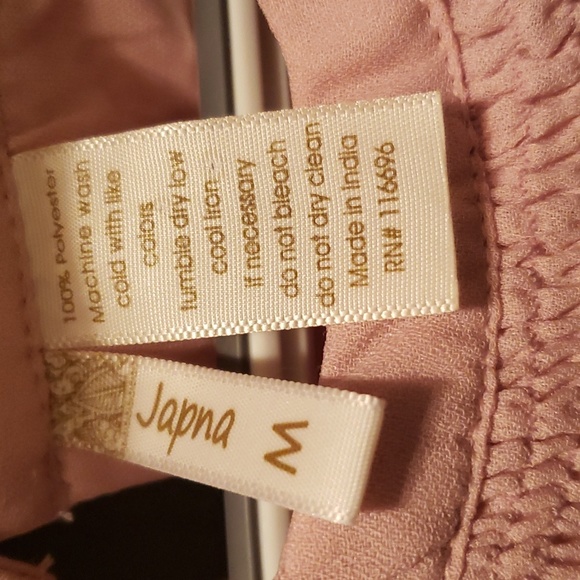 100% Polyester
Machine wash
cold with like
colors
tumble dry low
cool Iron
If necessary
do not bleach
do not dry clean
Made in India
RN# 116696
Japna
M